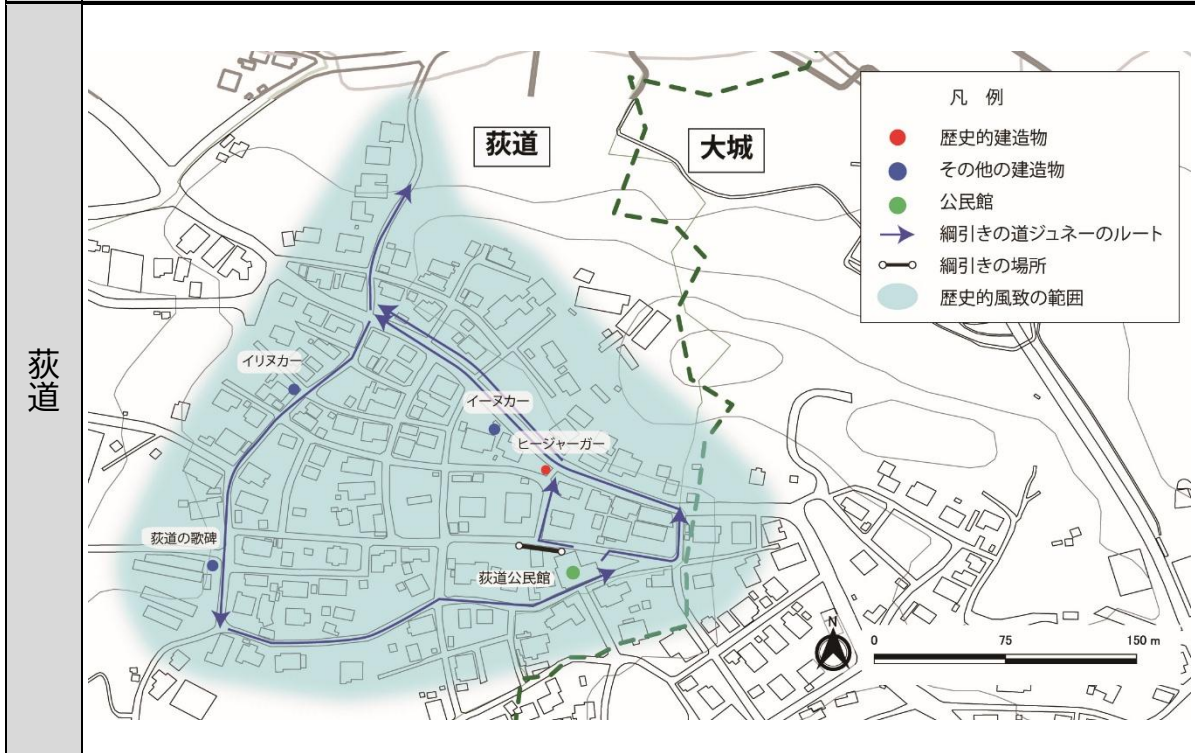 荻道
荻道
大城
凡 例
歴史的建造物
その他の建造物
公民館
綱引きの道ジュネーのルート
綱引きの場所
歴史的風致の範囲
イリヌカー
イーヌカー
ヒージャーガー
荻道の歌碑
荻道公民館
N
0 75 150 m